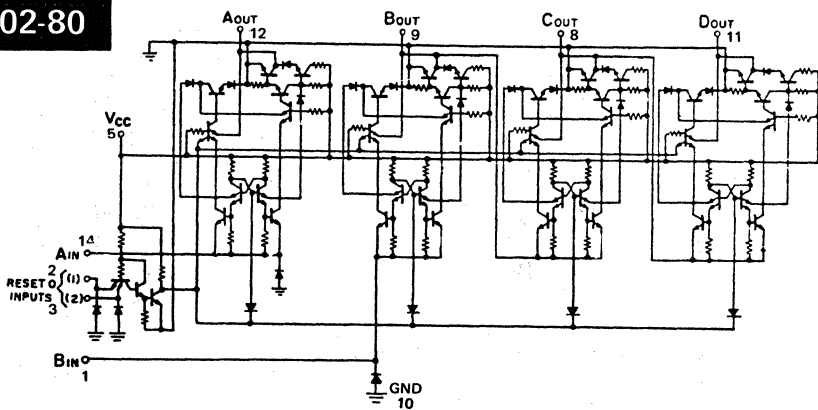 02-80
AOUT
12
BOUT
9
COUT
8
DOUT
11
VCC
5
AIN 14
RESET INPUTS
2
(1)
(2)
3
BIN
1
GND
10